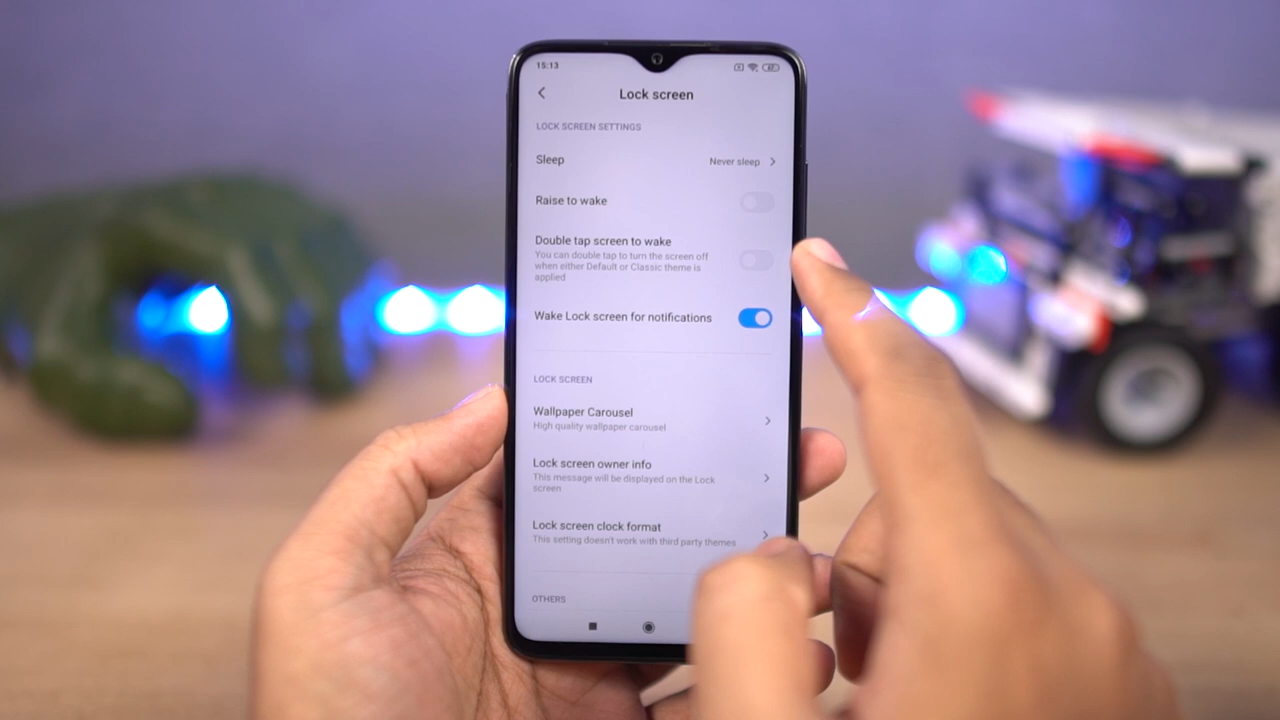 15:13
67
Lock screen
LOCK SCREEN SETTINGS
Sleep
Never sleep
Raise to wake
Double tap screen to wake
You can double tap to turn the screen off
when either Default or Classic theme is
applied
Wake Lock screen for notifications
LOCK SCREEN
Wallpaper Carousel
High quality wallpaper carousel
Lock screen owner info
This message will be displayed on the Lock
screen
Lock screen clock format
This setting doesn't work with third party themes
OTHERS